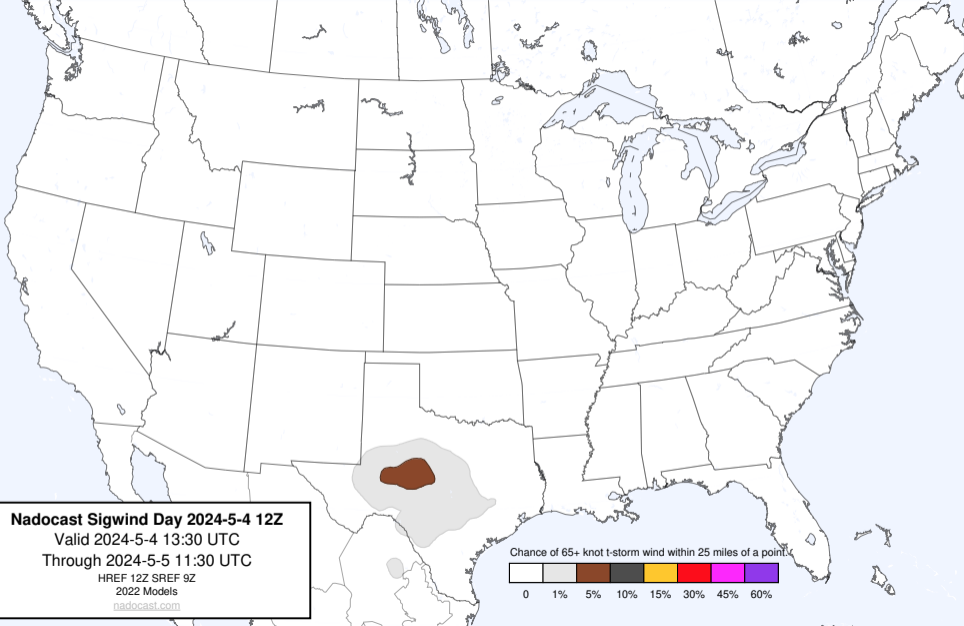 Nadocast Sigwind Day 2024-5-4 12Z
Valid 2024-5-4 13:30 UTC
Through 2024-5-5 11:30 UTC
HREF 12Z SREF 9Z
2022 Models
nadocast.com
Chance of 65+ knot t-storm wind within 25 miles of a point.
0 1% 5% 10% 15% 30% 45% 60%